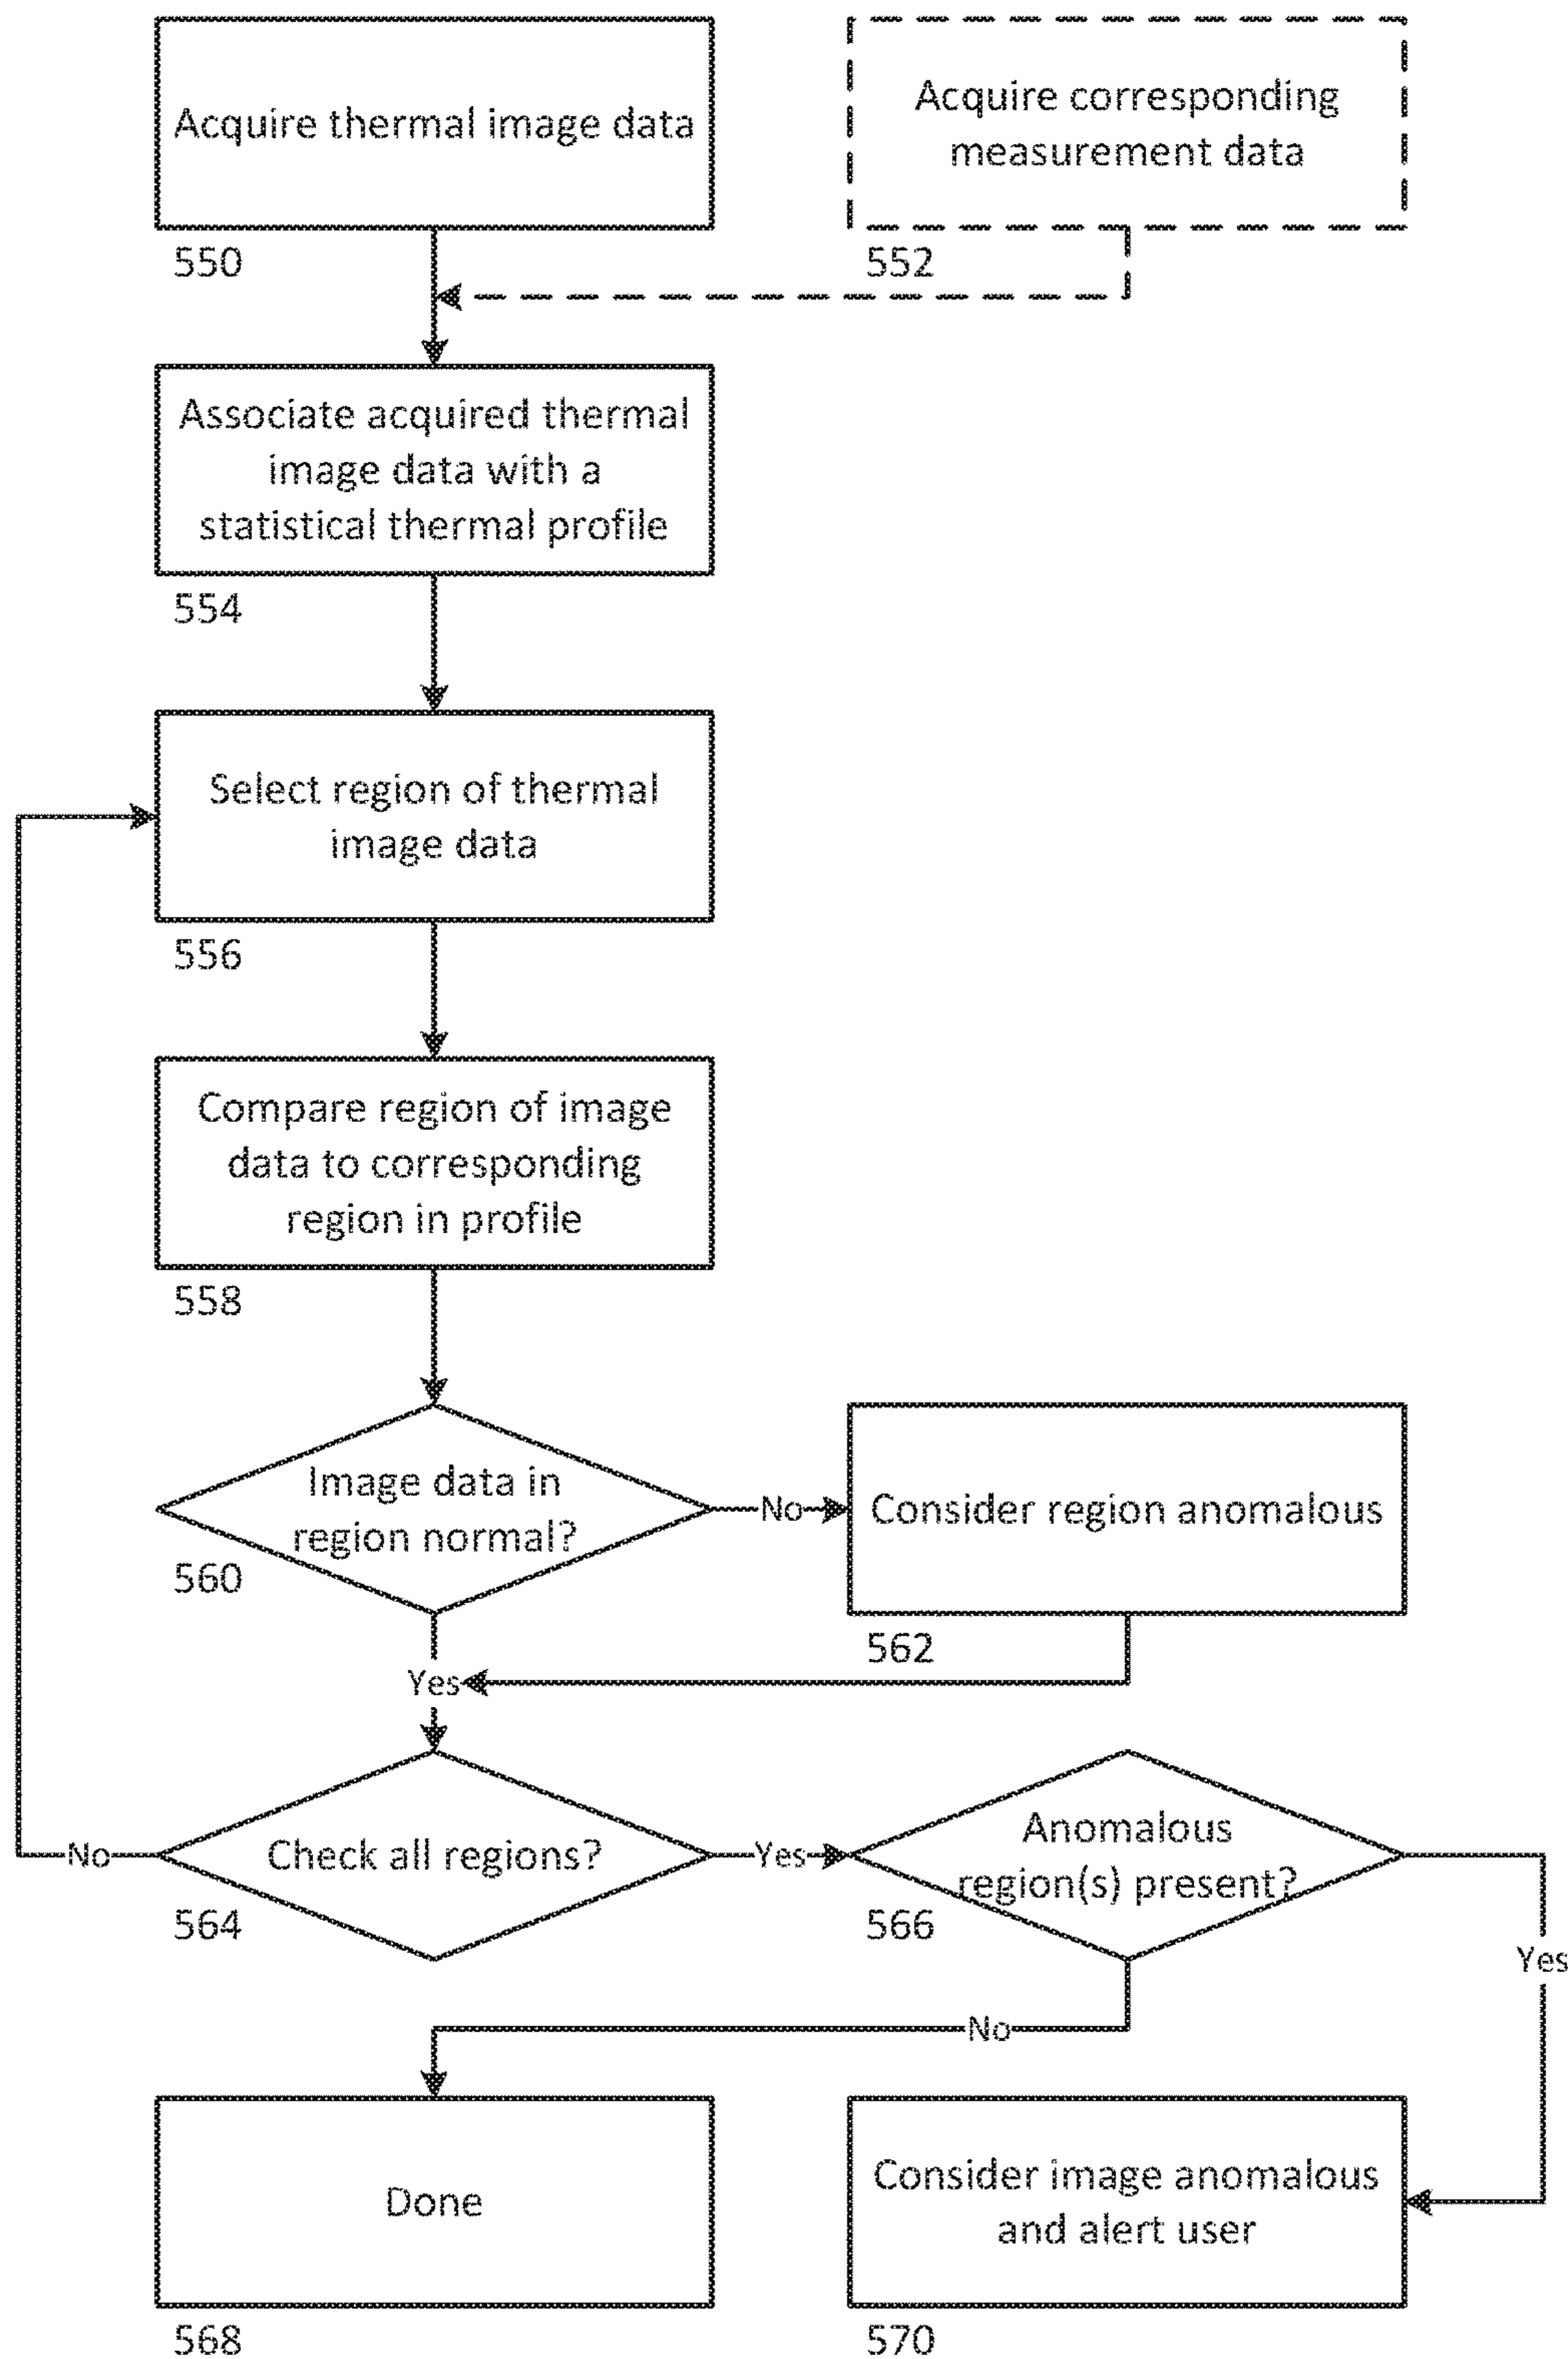 Acquire thermal image data
550
Acquire corresponding
measurement data
552
Associate acquired thermal
image data with a
statistical thermal profile
554
Select region of thermal
image data
556
Compare region of image
data to corresponding
region in profile
558
Image data in
region normal?
560
No
Consider region anomalous
562
Yes
Check all regions?
564
No
Yes
Anomalous
region(s) present?
566
Yes
No
Done
568
Consider image anomalous
and alert user
570